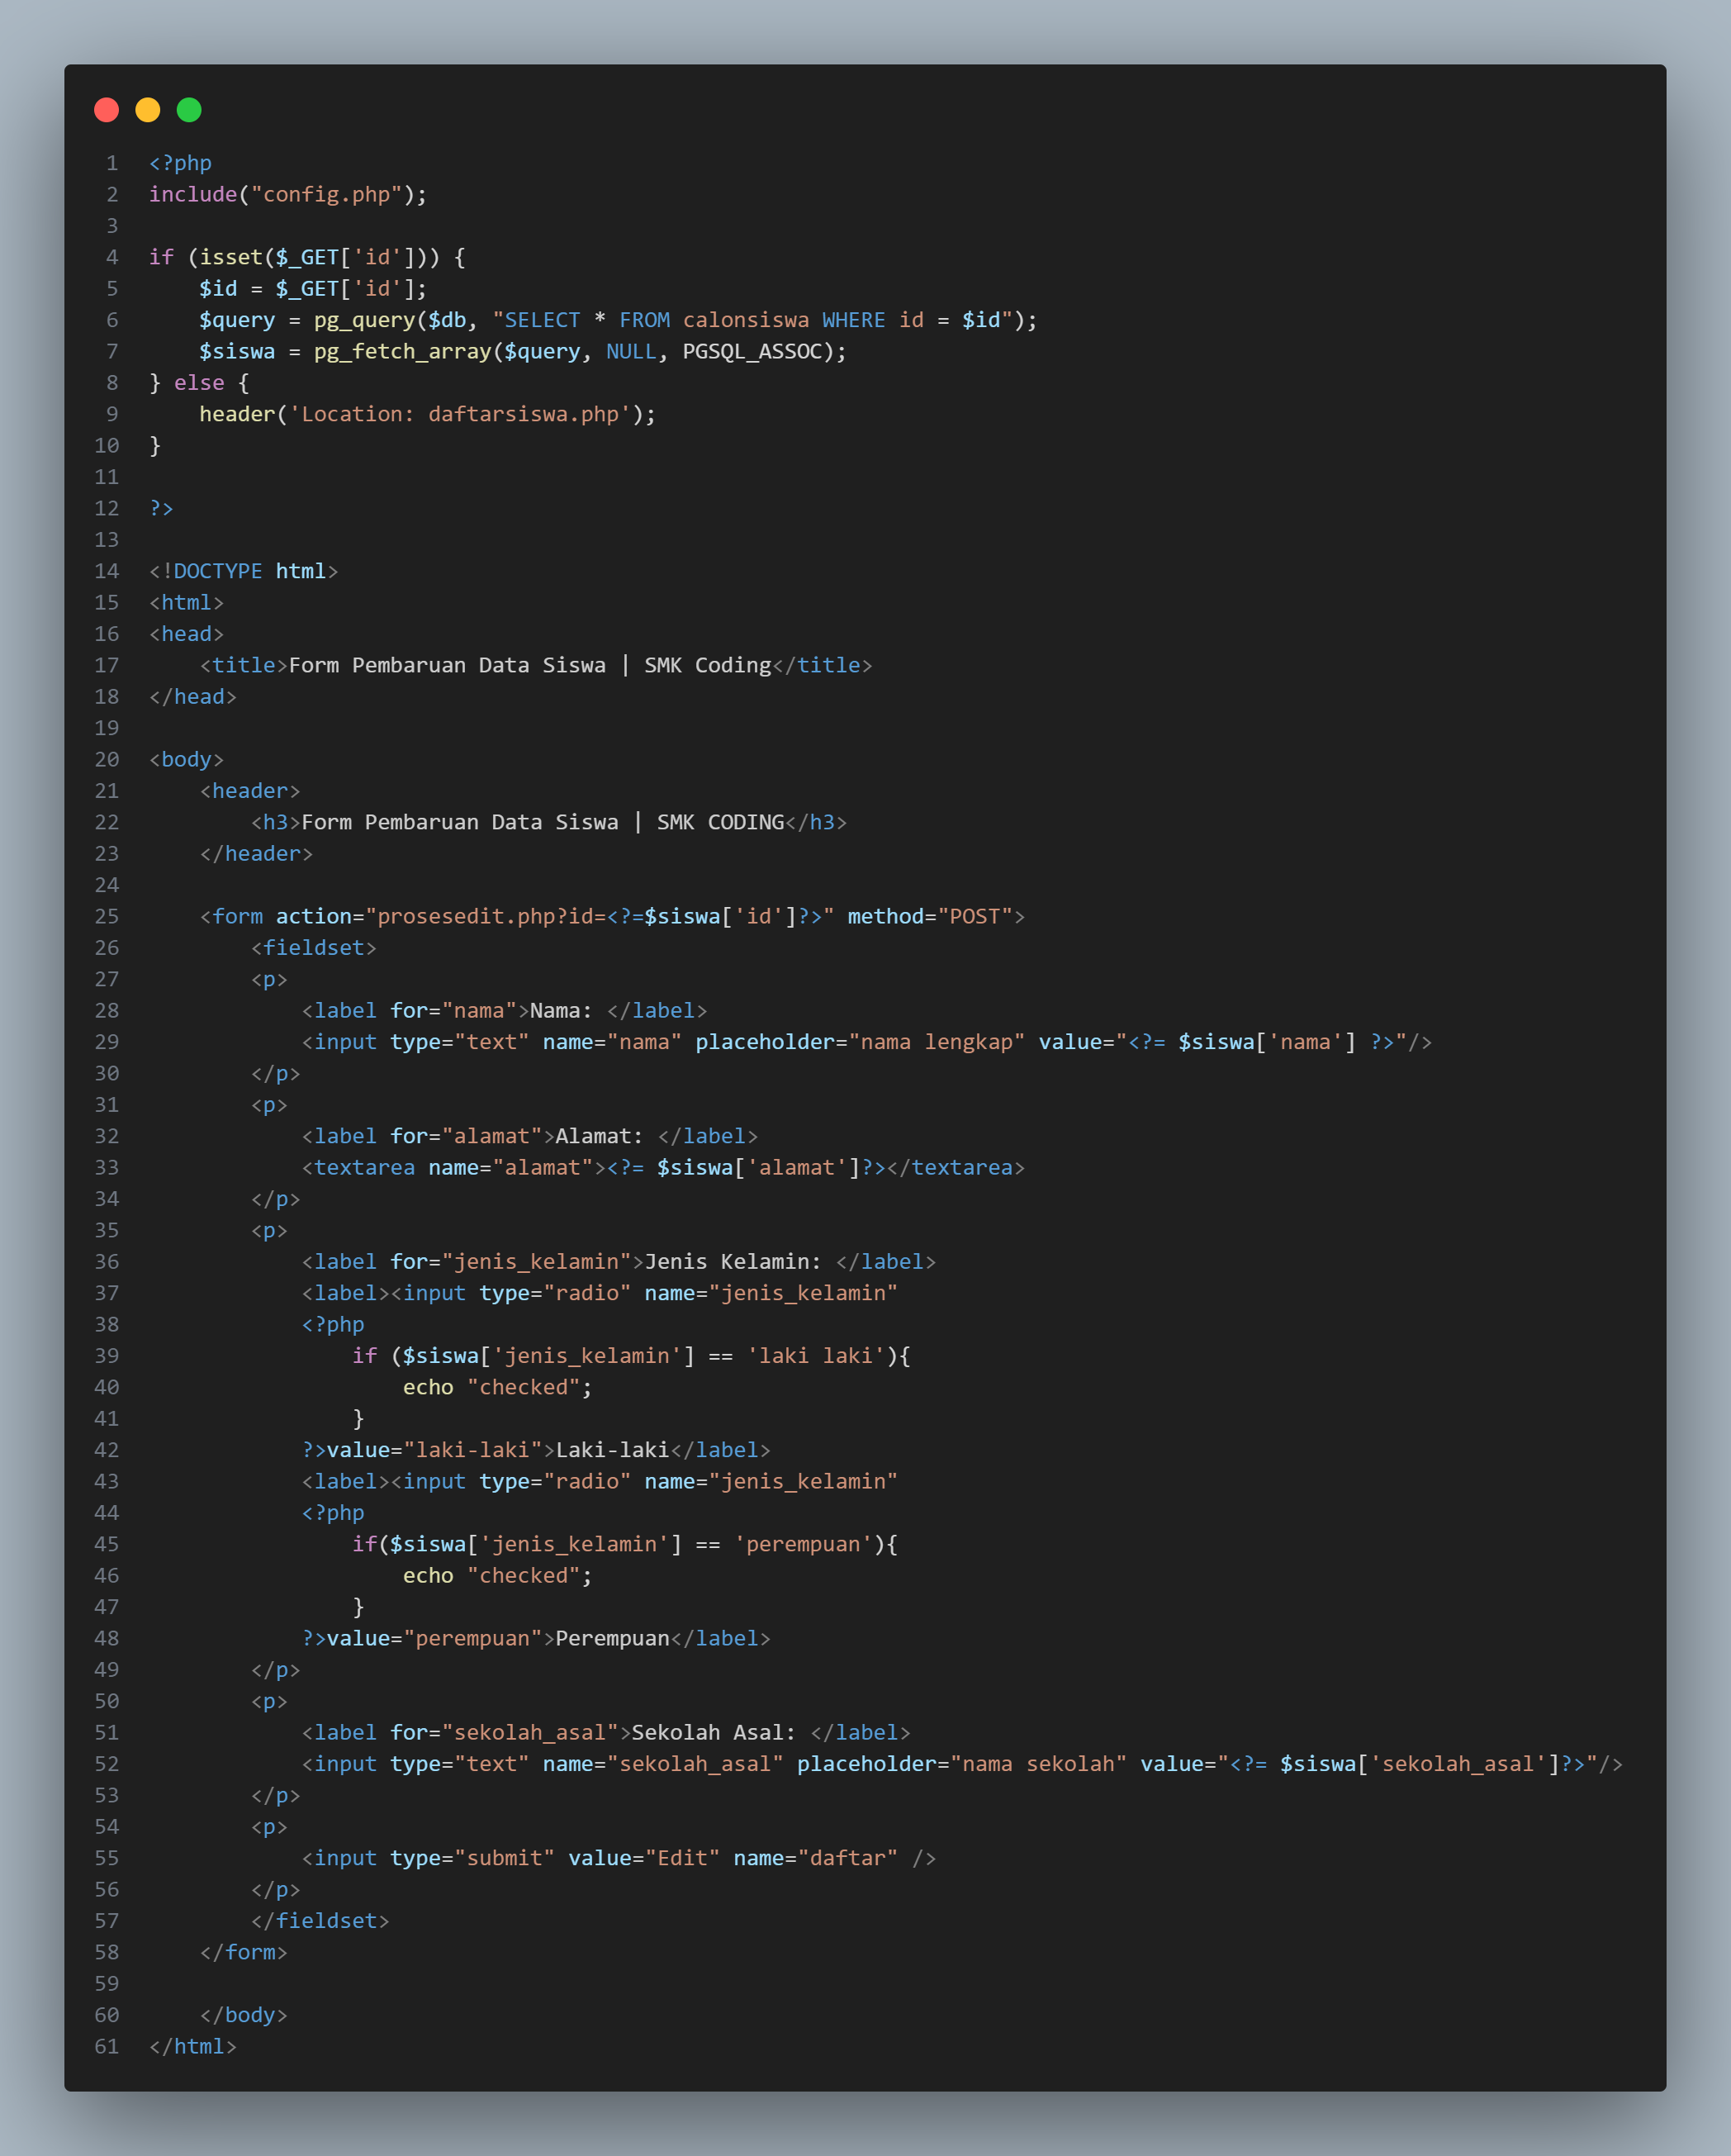 1 <?php
2 include("config.php");
3
4 if (isset($_GET['id'])) {
5     $id = $_GET['id'];
6     $query = pg_query($db, "SELECT * FROM calonsiswa WHERE id = $id");
7     $siswa = pg_fetch_array($query, NULL, PGSQL_ASSOC);
8 } else {
9     header('Location: daftarsiswa.php');
10 }
11
12 ?>
13
14 <!DOCTYPE html>
15 <html>
16 <head>
17     <title>Form Pembaruan Data Siswa | SMK Coding</title>
18 </head>
19
20 <body>
21     <header>
22         <h3>Form Pembaruan Data Siswa | SMK CODING</h3>
23     </header>
24
25     <form action="prosesedit.php?id=<?=$siswa['id']?>" method="POST">
26         <fieldset>
27         <p>
28             <label for="nama">Nama: </label>
29             <input type="text" name="nama" placeholder="nama lengkap" value="<?= $siswa['nama'] ?>"/>
30         </p>
31         <p>
32             <label for="alamat">Alamat: </label>
33             <textarea name="alamat"><?= $siswa['alamat']?></textarea>
34         </p>
35         <p>
36             <label for="jenis_kelamin">Jenis Kelamin: </label>
37             <label><input type="radio" name="jenis_kelamin"
38             <?php
39                 if ($siswa['jenis_kelamin'] == 'laki laki'){
40                     echo "checked";
41                 }
42             ?>value="laki-laki">Laki-laki</label>
43             <label><input type="radio" name="jenis_kelamin"
44             <?php
45                 if($siswa['jenis_kelamin'] == 'perempuan'){
46                     echo "checked";
47                 }
48             ?>value="perempuan">Perempuan</label>
49         </p>
50         <p>
51             <label for="sekolah_asal">Sekolah Asal: </label>
52             <input type="text" name="sekolah_asal" placeholder="nama sekolah" value="<?= $siswa['sekolah_asal']?>"/>
53         </p>
54         <p>
55             <input type="submit" value="Edit" name="daftar" />
56         </p>
57         </fieldset>
58     </form>
59
60     </body>
61 </html>